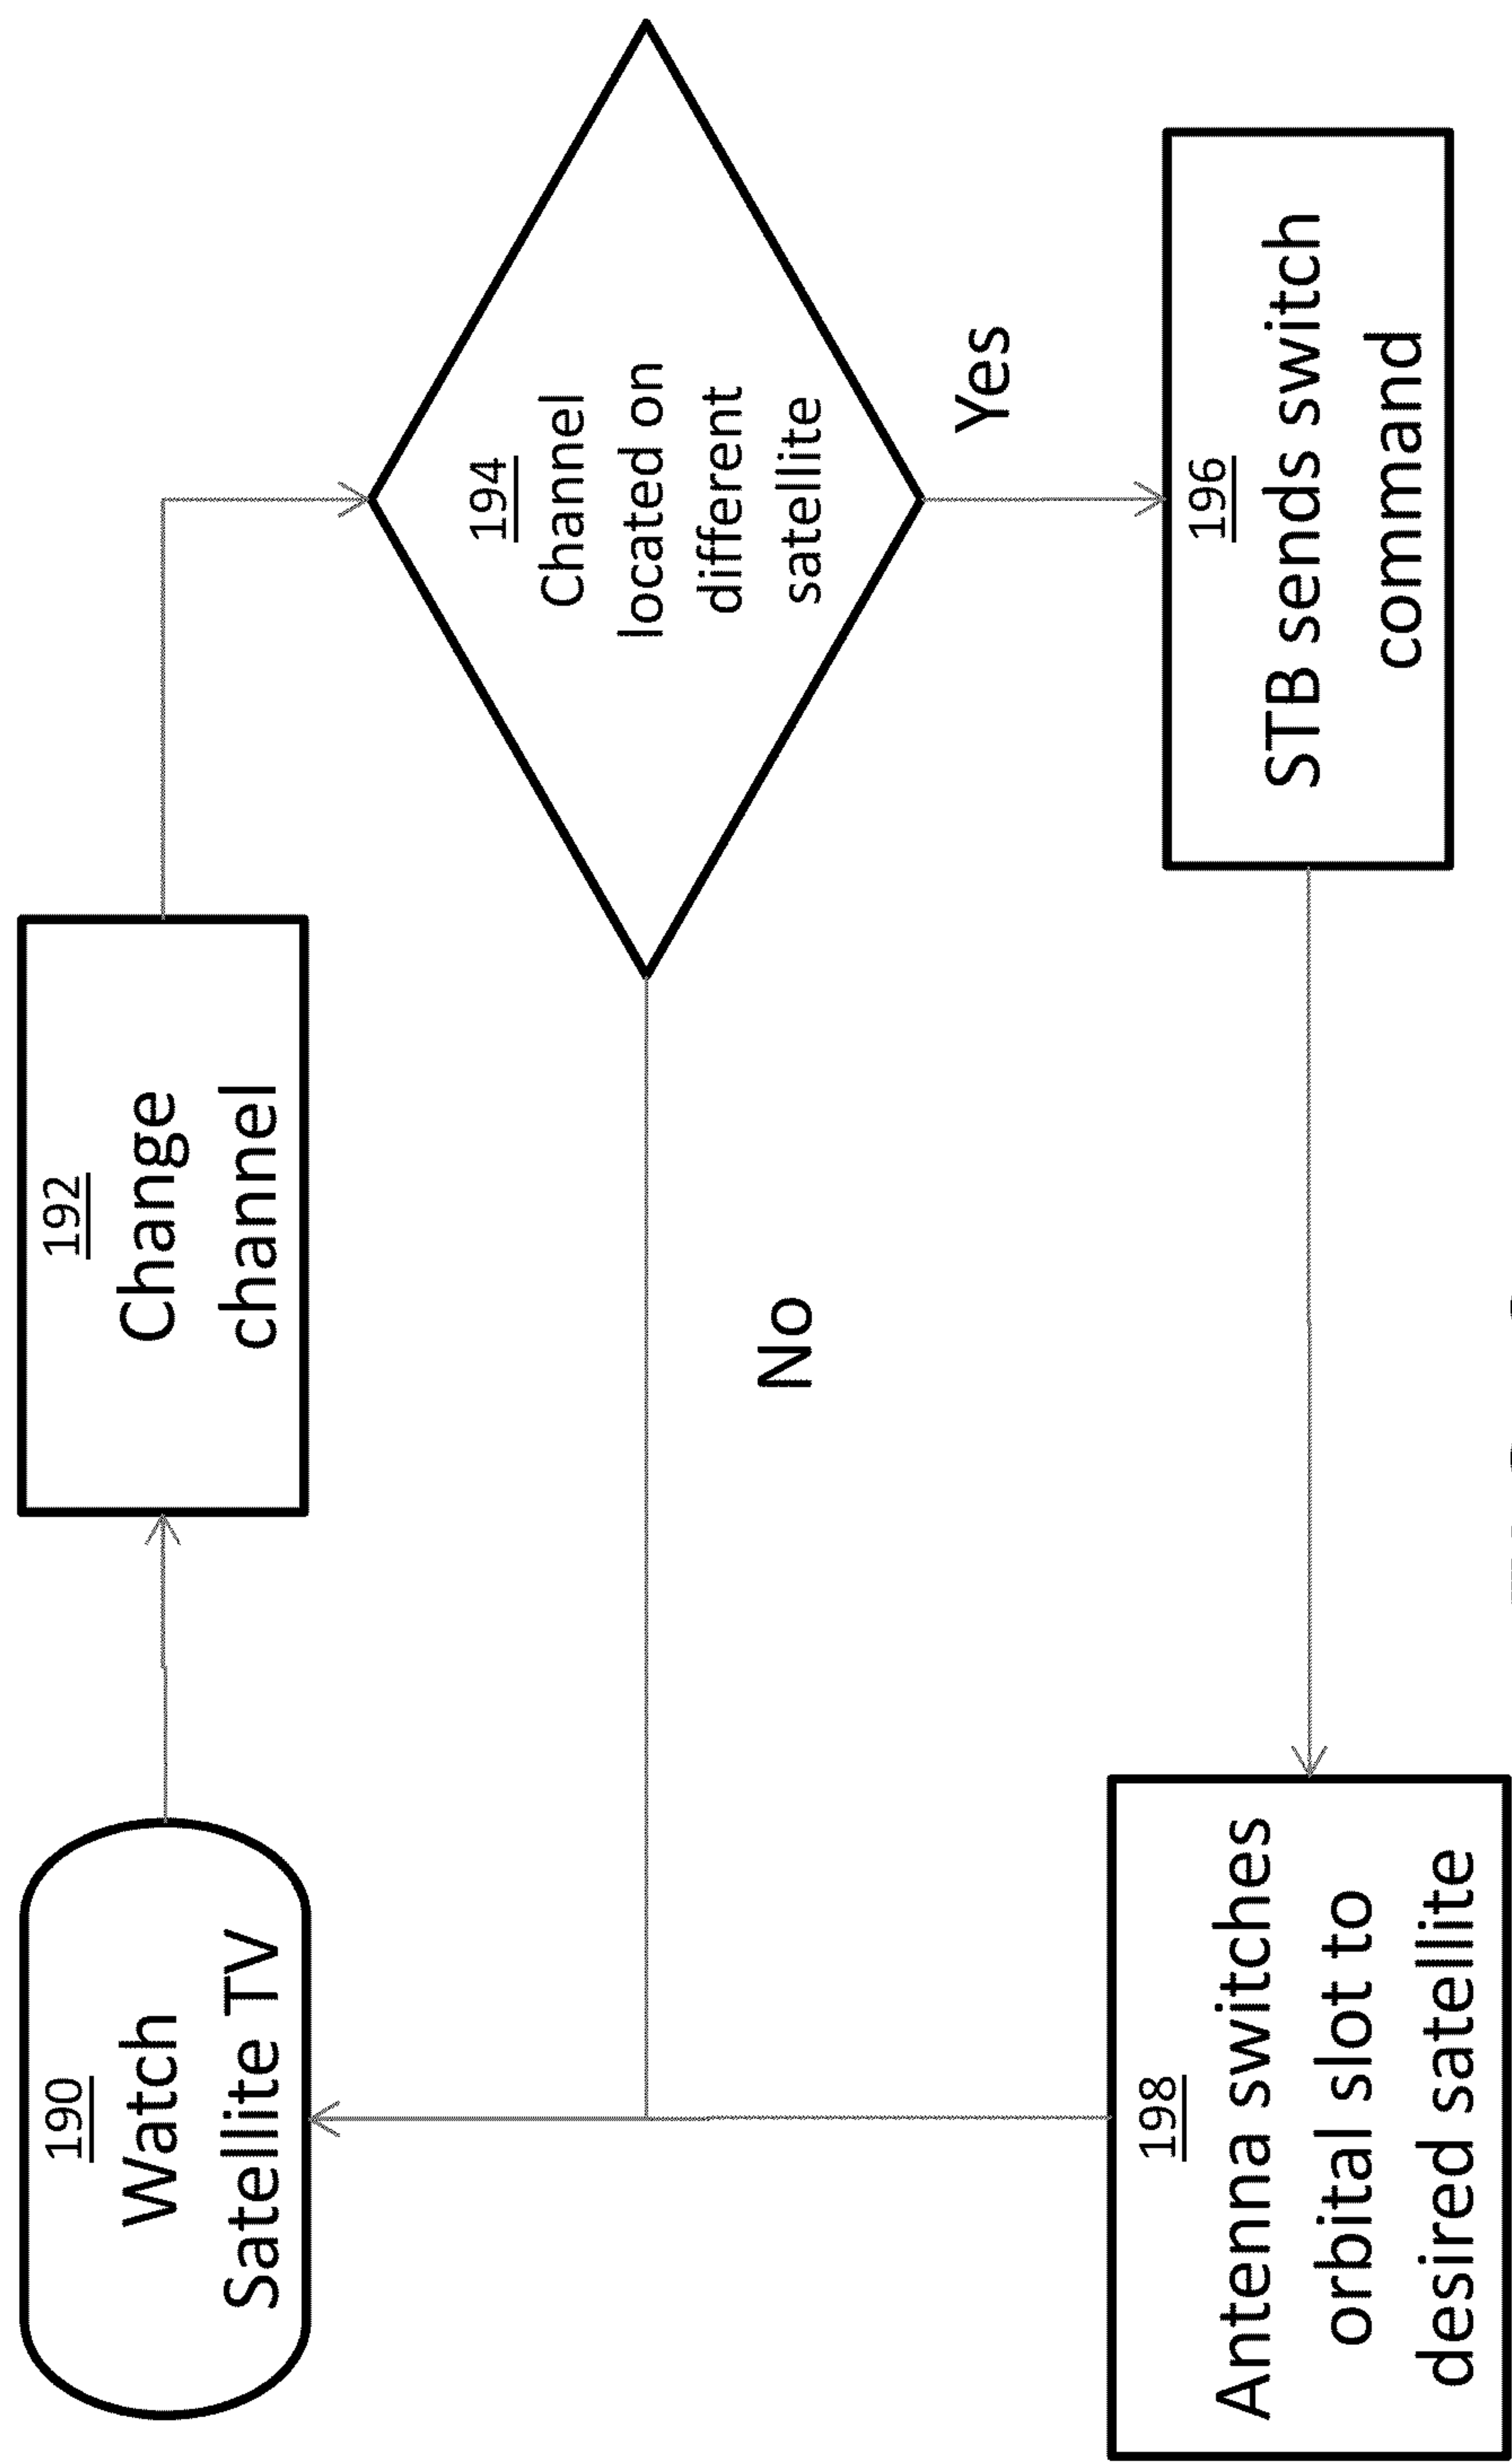 190
Watch
Satellite TV
192
Change
channel
194
Channel
located on
different
satellite
No
Yes
198
Antenna switches
orbital slot to
desired satellite
196
STB sends switch
command